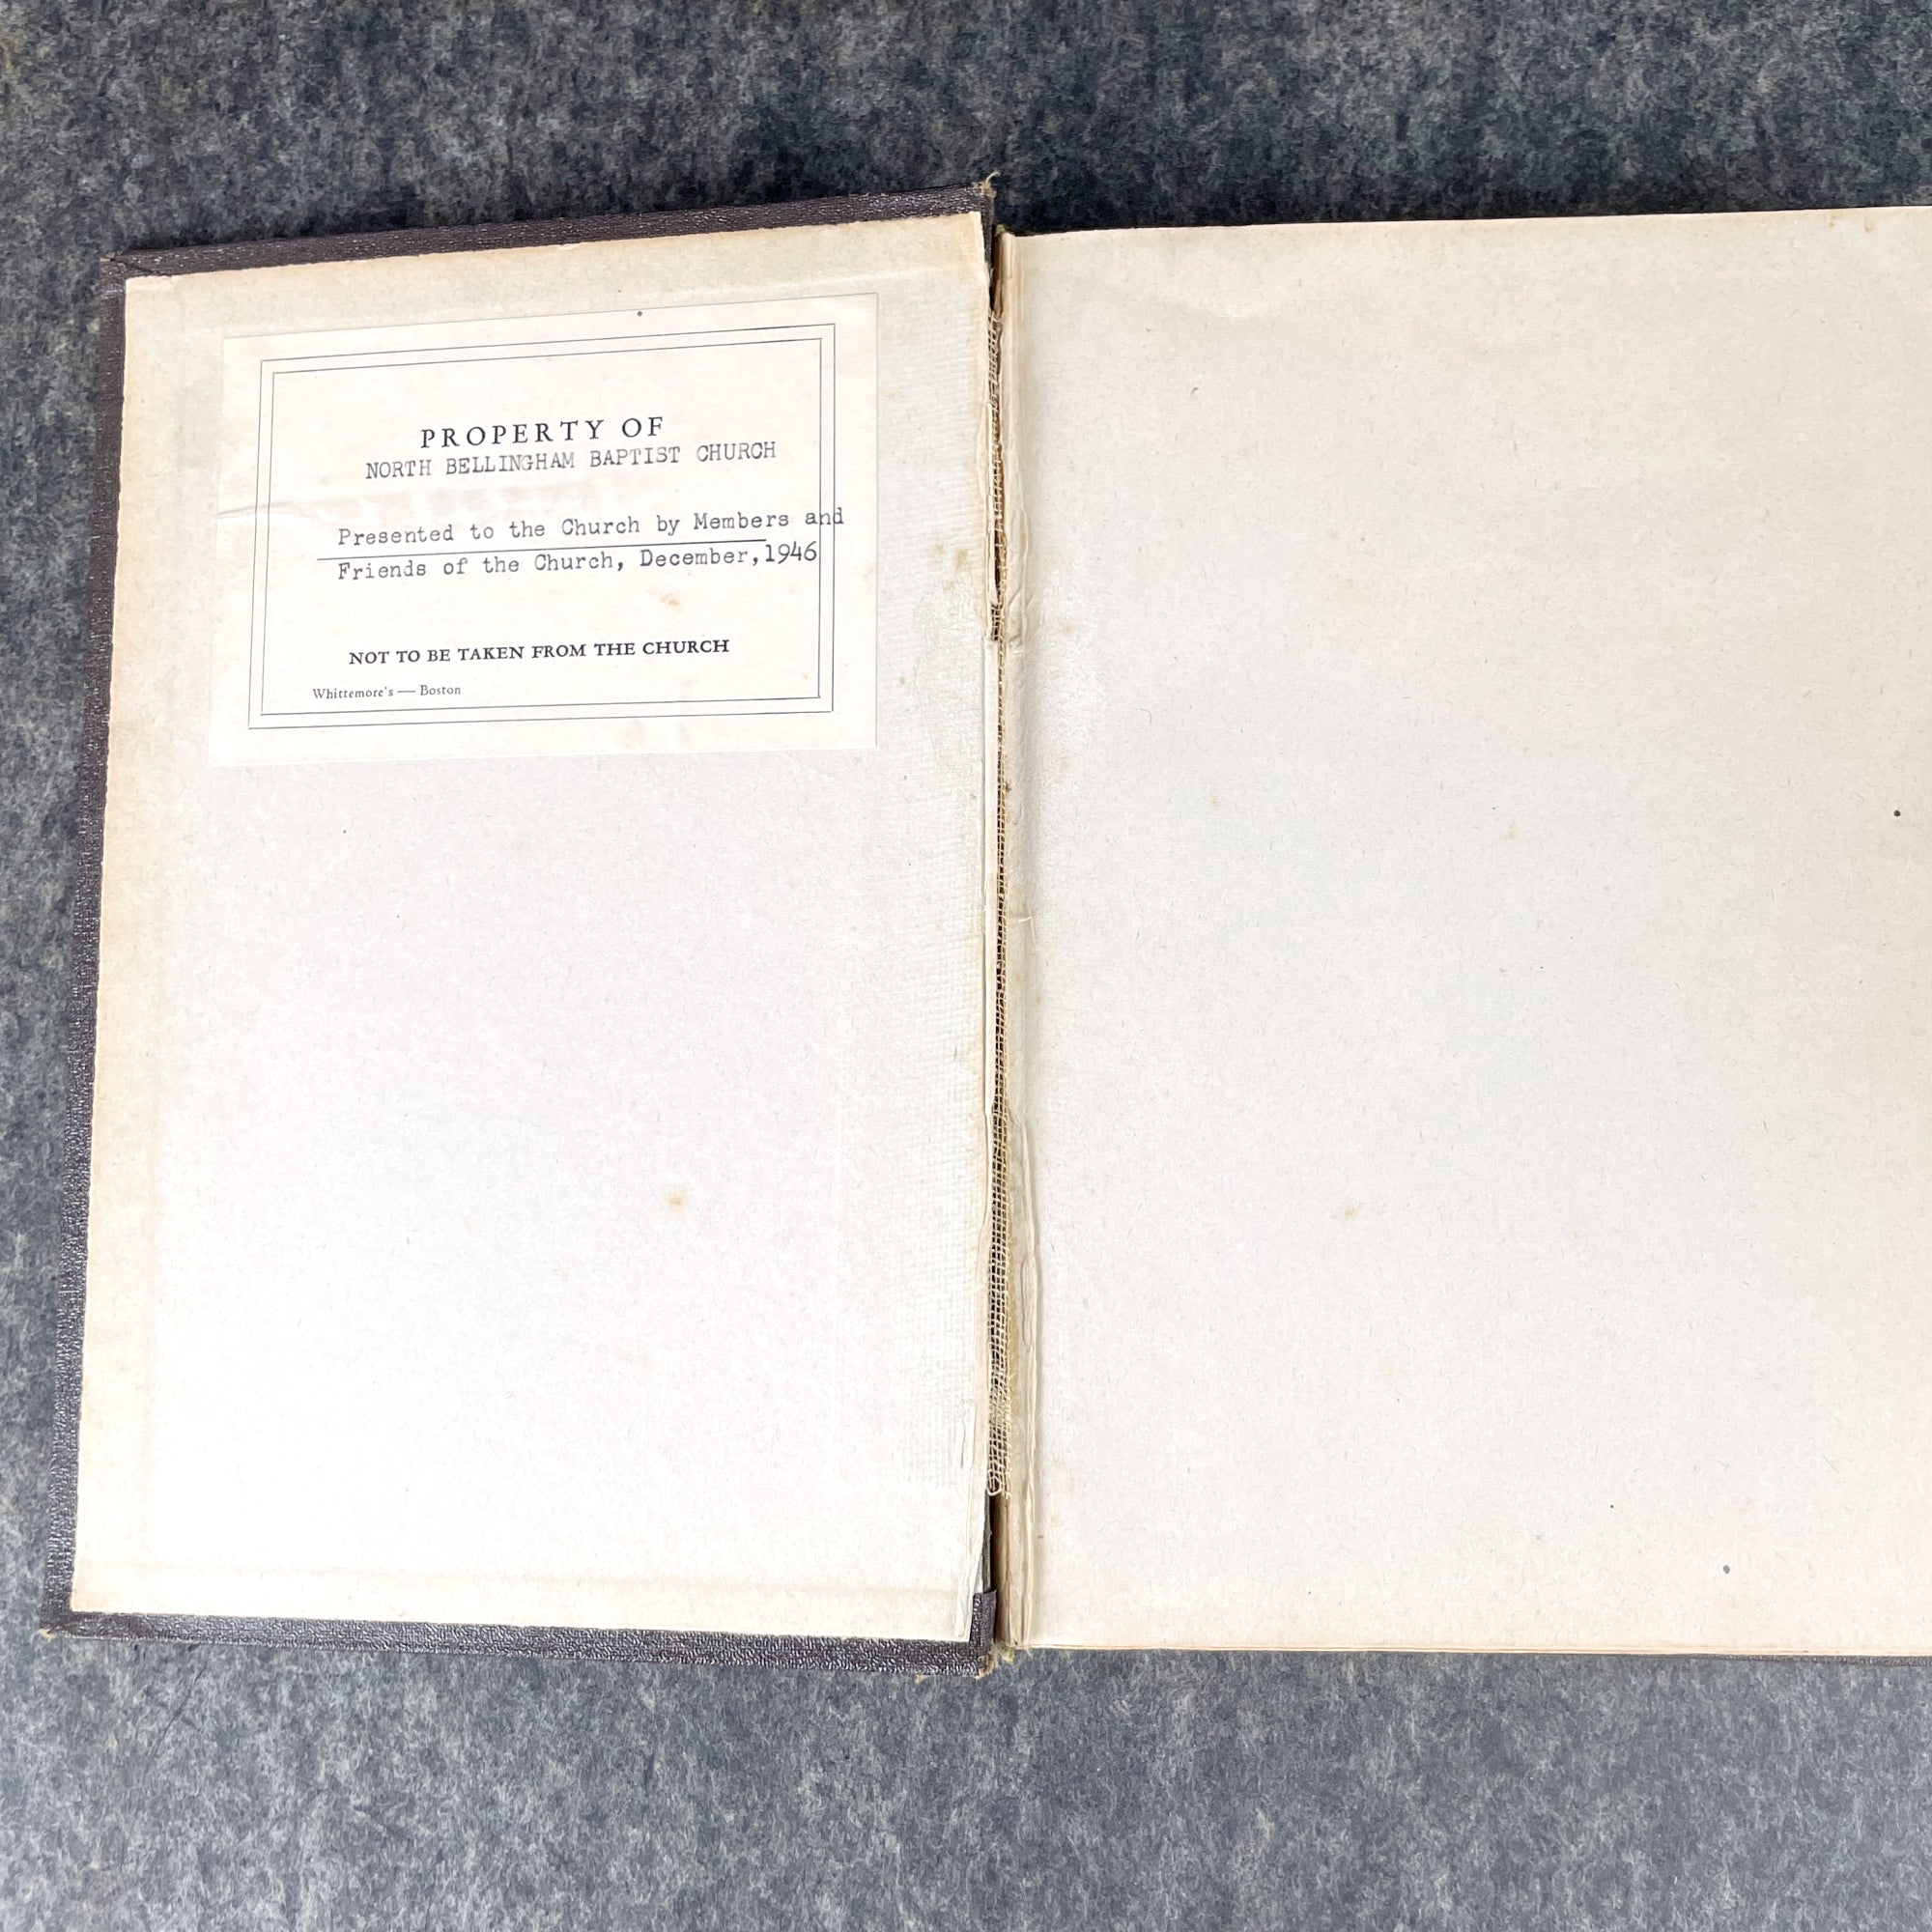 PROPERTY OF
NORTH BELLINGHAM BAPTIST CHURCH
Presented to the Church by Members and
Friends of the Church, December,1946
NOT TO BE TAKEN FROM THE CHURCH
Whittemore's — Boston